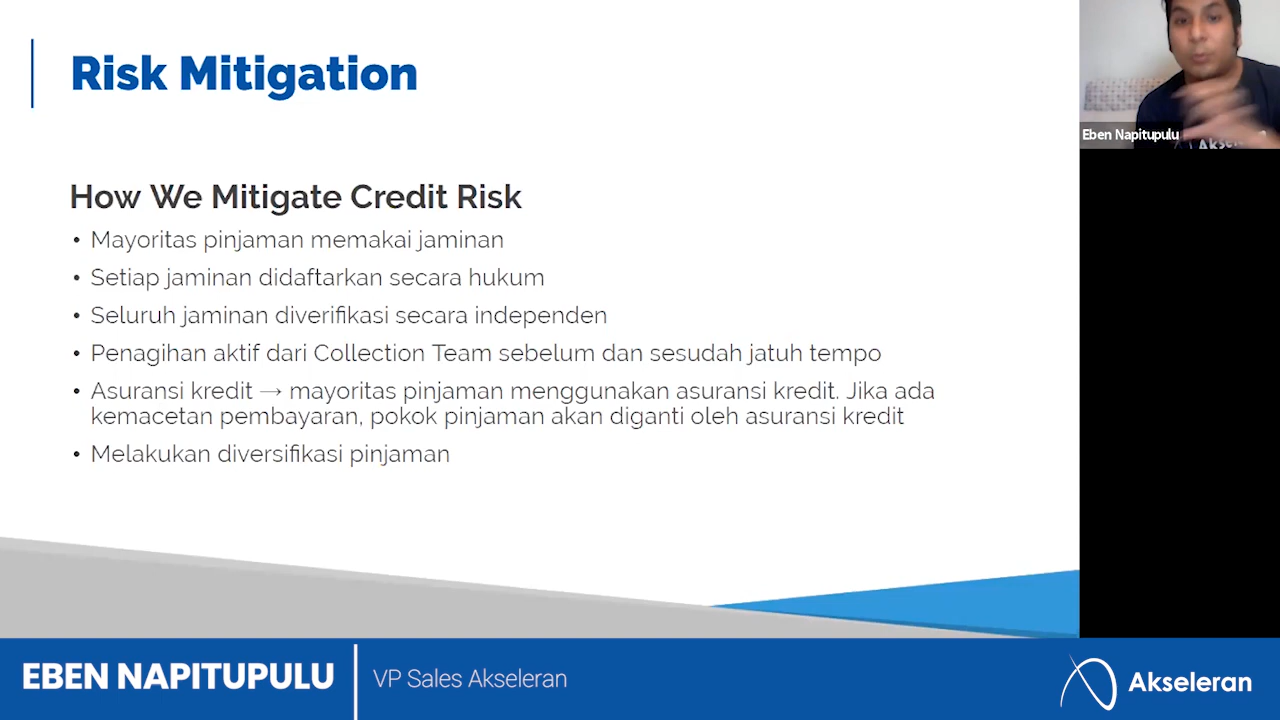 Risk Mitigation
Eben Napitupulu
How We Mitigate Credit Risk
• Mayoritas pinjaman memakai jaminan
• Setiap jaminan didaftarkan secara hukum
• Seluruh jaminan diverifikasi secara independen
• Penagihan aktif dari Collection Team sebelum dan sesudah jatuh tempo
• Asuransi kredit → mayoritas pinjaman menggunakan asuransi kredit. Jika ada
kemacetan pembayaran, pokok pinjaman akan diganti oleh asuransi kredit
• Melakukan diversifikasi pinjaman
EBEN NAPITUPULU
VP Sales Akseleran
Akseleran